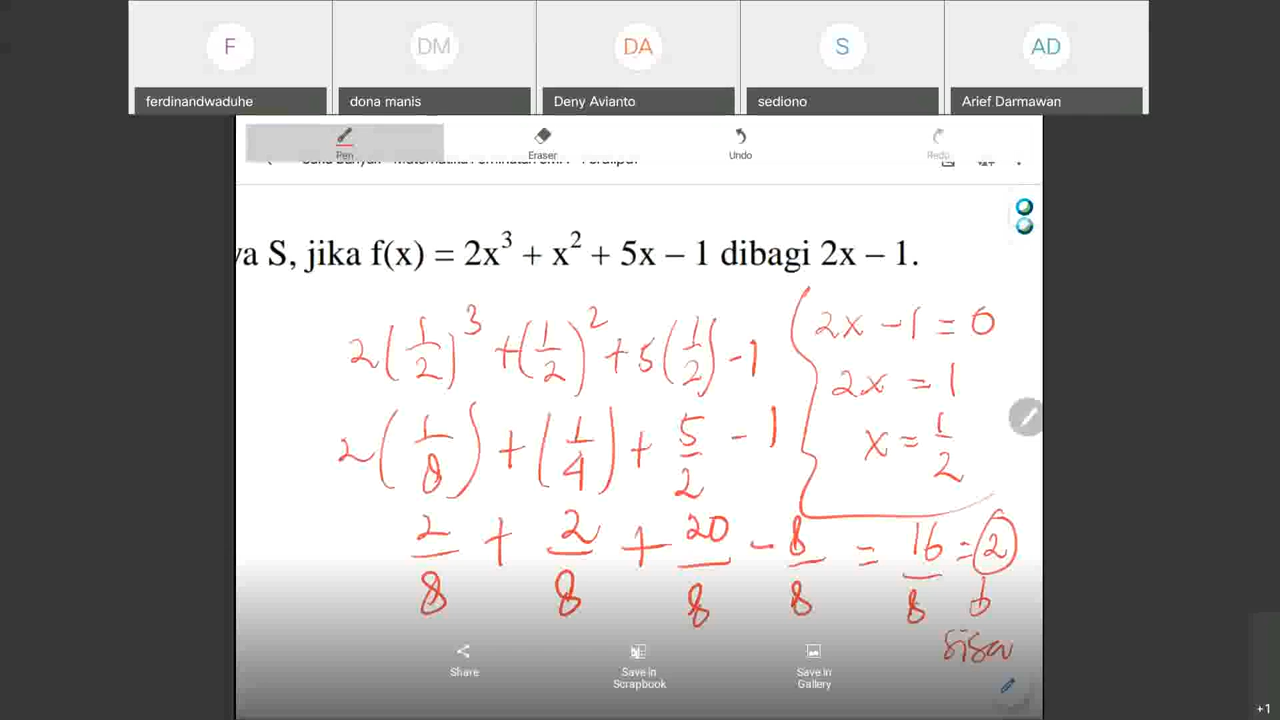 F DM DA S AD
ferdinandwaduhe dona manis Deny Avianto sediono Arief Darmawan
Pen Eraser Undo Redo
/a S, jika f(x) = 2x³ + x² + 5x – 1 dibagi 2x – 1.
2(1/2)³ + (1/2)² + 5(1/2) - 1
2(1/8) + (1/4) + 5/2 - 1
2/8 + 2/8 + 20/8 - 8/8 = 16/8 = 2
sisa
2x - 1 = 0
2x = 1
x = 1/2
Share Save in Scrapbook Save in Gallery
+1